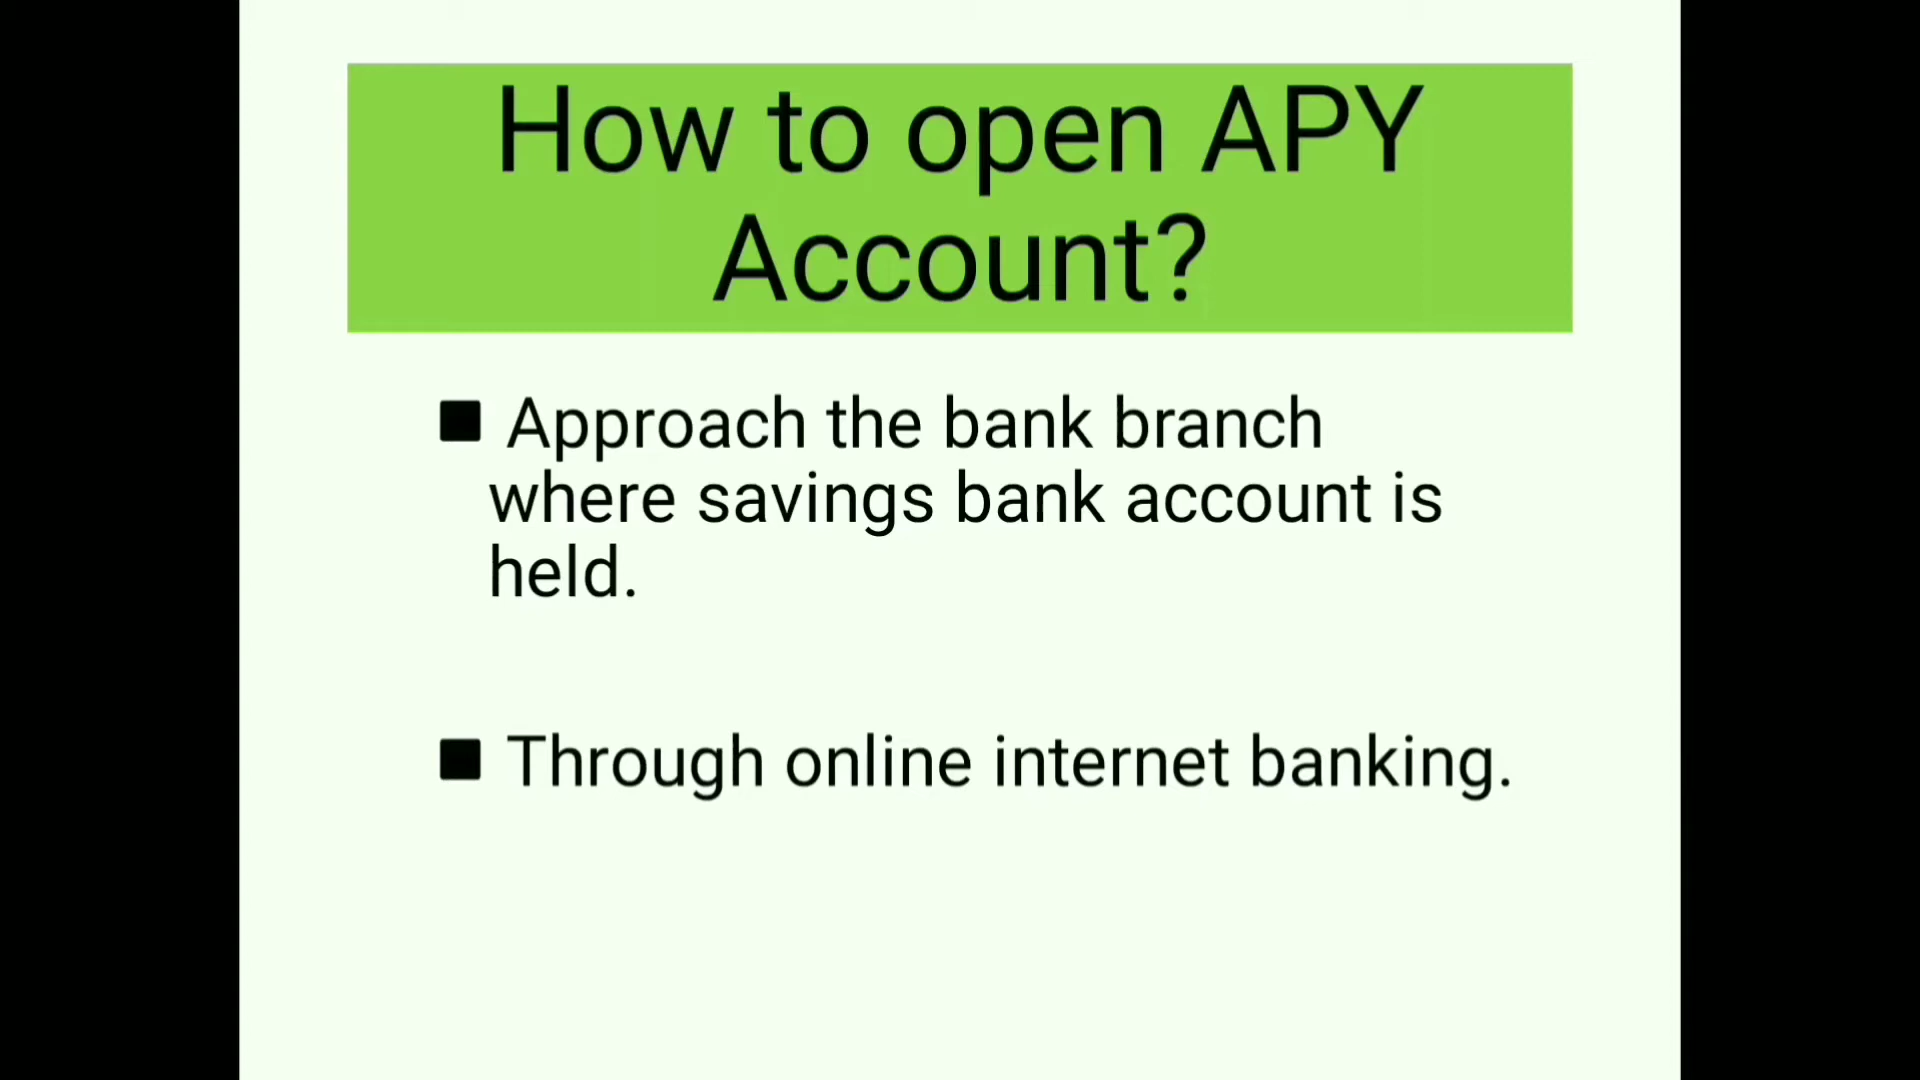 How to open APY
Account?
■ Approach the bank branch
where savings bank account is
held.
■ Through online internet banking.